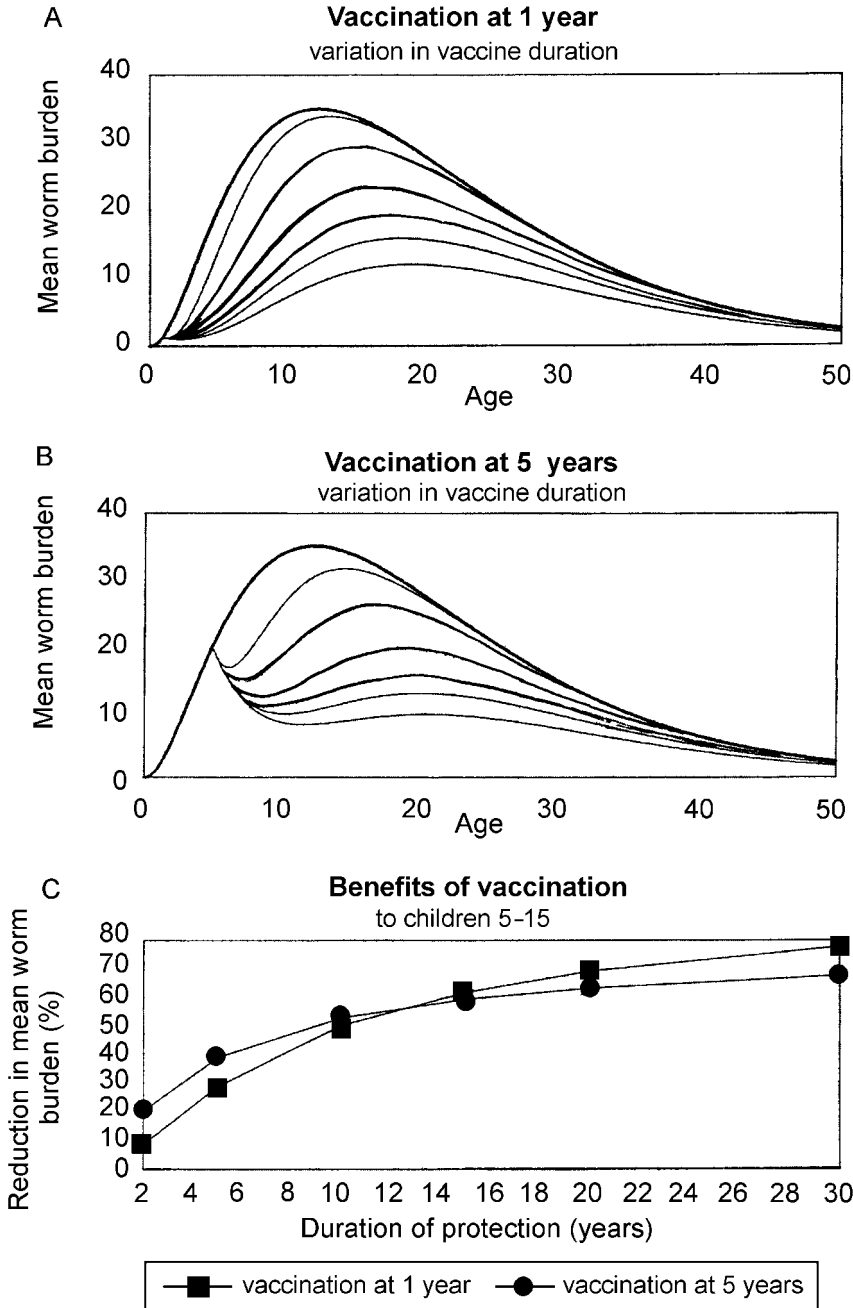 A
Vaccination at 1 year
variation in vaccine duration
Mean worm burden
40
30
20
10
0
0 10 20 30 40 50
Age
B
Vaccination at 5 years
variation in vaccine duration
Mean worm burden
40
30
20
10
0
0 10 20 30 40 50
Age
C
Benefits of vaccination
to children 5–15
Reduction in mean worm
burden (%)
80
70
60
50
40
30
20
10
0
2 4 6 8 10 12 14 16 18 20 22 24 26 28 30
Duration of protection (years)
vaccination at 1 year vaccination at 5 years